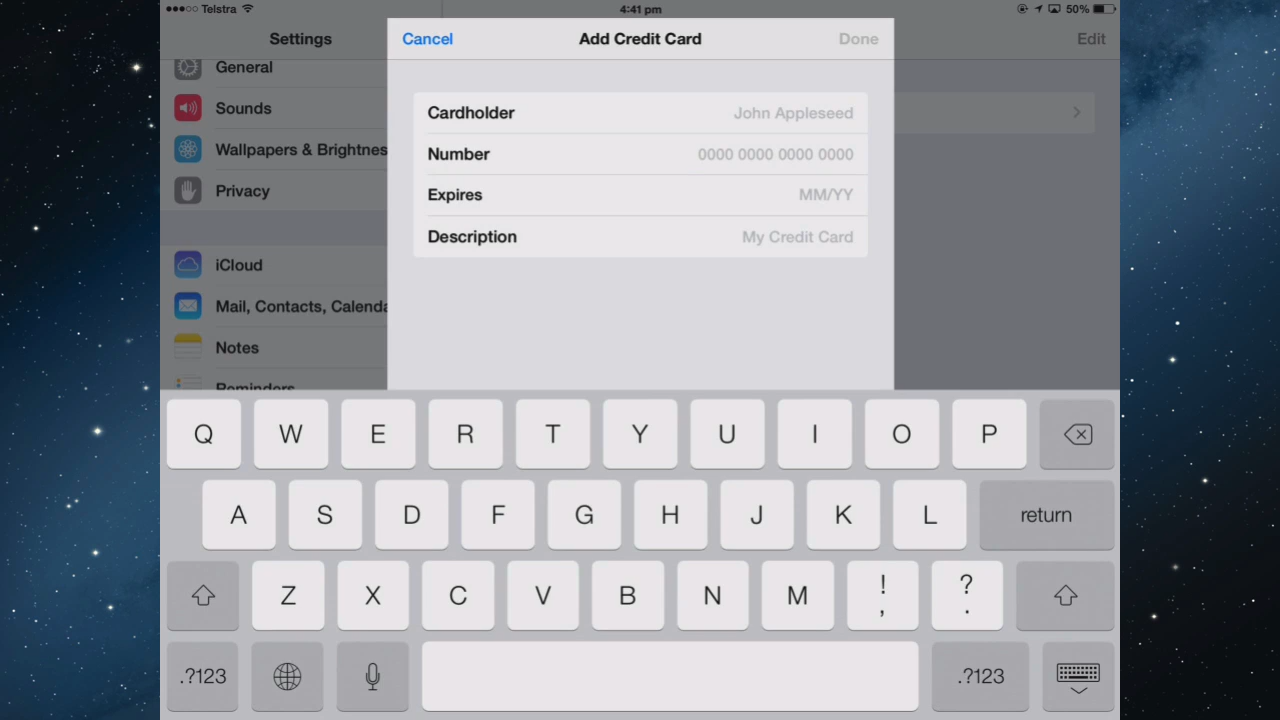 Telstra 4:41 pm 50%
Settings Cancel Add Credit Card Done Edit
General
Sounds
Wallpapers & Brightnes
Privacy
iCloud
Mail, Contacts, Calenda
Notes
Reminders
Cardholder John Appleseed
Number 0000 0000 0000 0000
Expires MM/YY
Description My Credit Card
Q W E R T Y U I O P
A S D F G H J K L return
Z X C V B N M ! , ? .
.?123 .?123